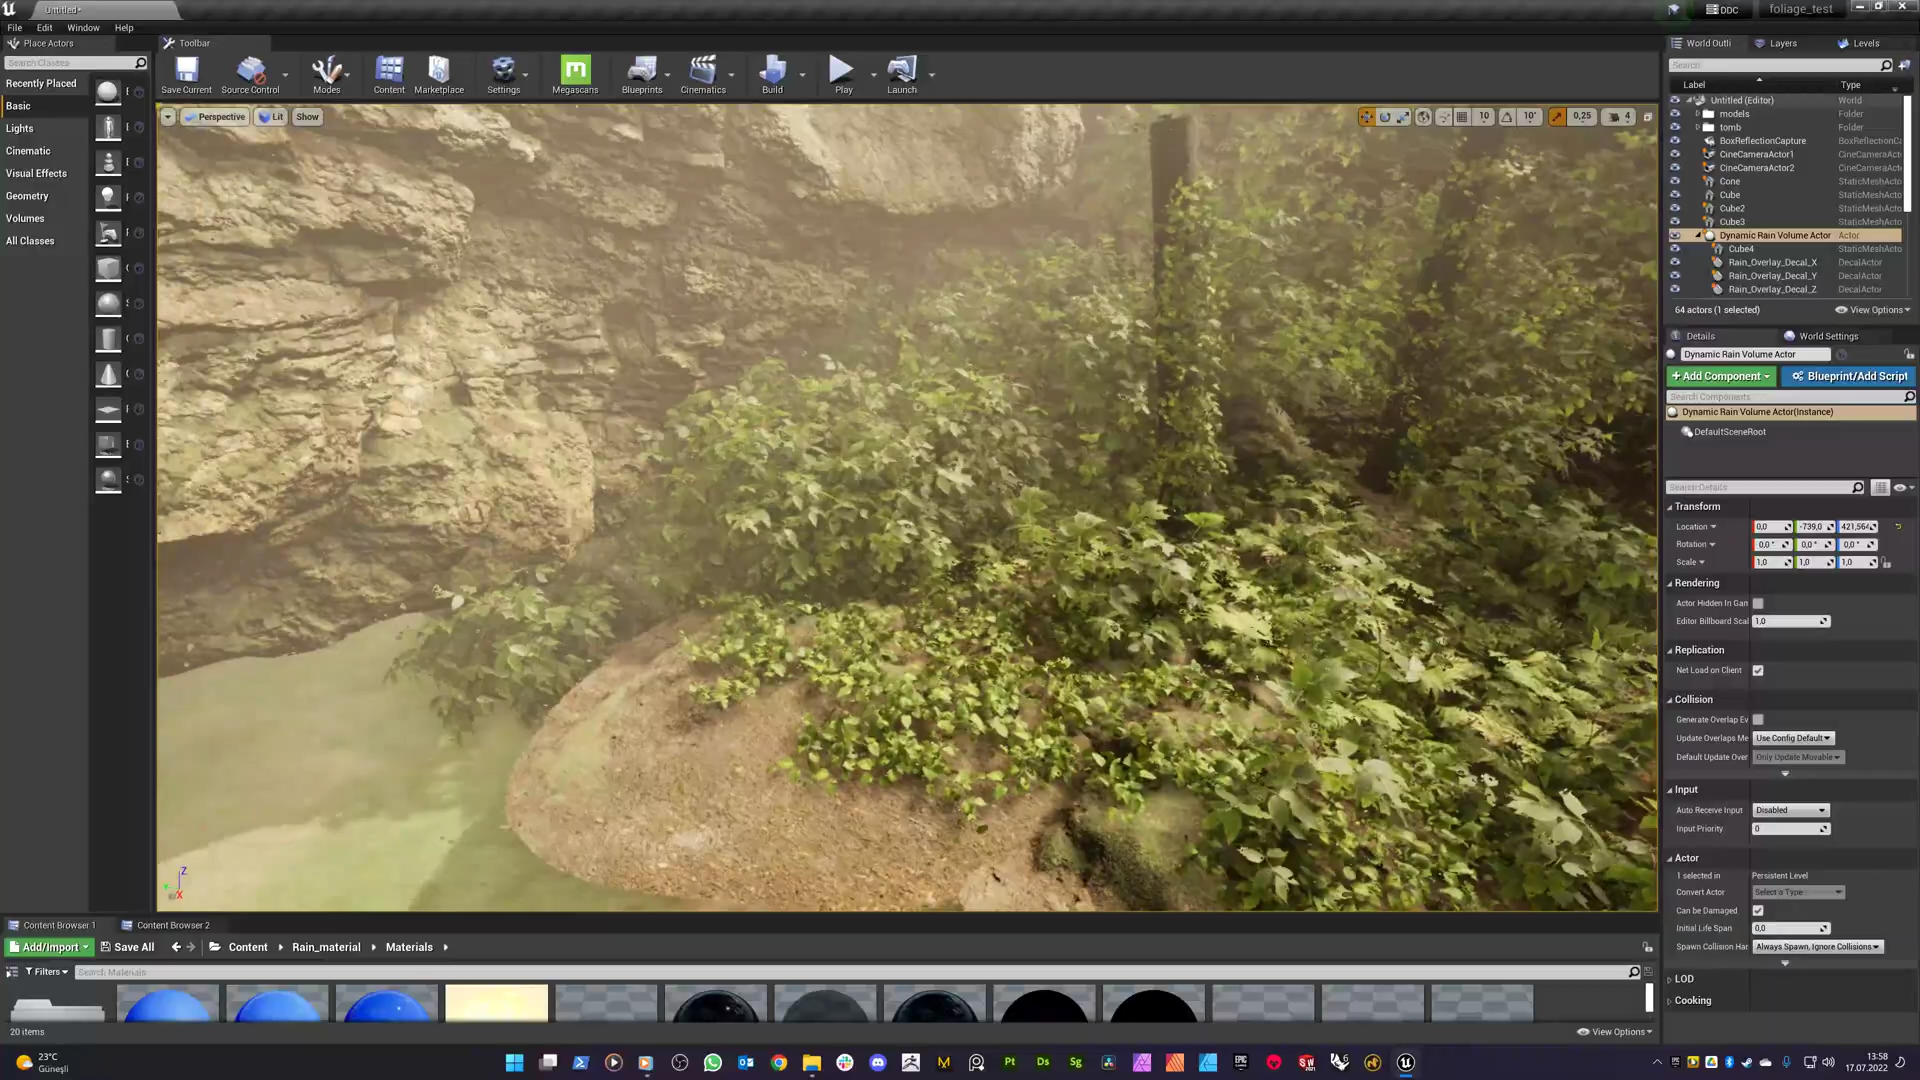 Untitled*
DDC
foliage_test
File Edit Window Help
Place Actors
Search Classes
Recently Placed
Basic
Lights
Cinematic
Visual Effects
Geometry
Volumes
All Classes
Toolbar
Save Current
Source Control
Modes
Content
Marketplace
Settings
Megascans
Blueprints
Cinematics
Build
Play
Launch
Perspective
Lit
Show
10
10°
0,25
4
World Outli
Layers
Levels
Search
Label Type
Untitled (Editor) World
models Folder
tomb Folder
BoxReflectionCapture BoxReflectionCa
CineCameraActor1 CineCameraAct
CineCameraActor2 CineCameraAct
Cone StaticMeshActo
Cube StaticMeshActo
Cube2 StaticMeshActo
Cube3 StaticMeshActo
Dynamic Rain Volume Actor Actor
Cube4 StaticMeshActo
Rain_Overlay_Decal_X DecalActor
Rain_Overlay_Decal_Y DecalActor
Rain_Overlay_Decal_Z DecalActor
64 actors (1 selected)
View Options
Details
World Settings
Dynamic Rain Volume Actor
+ Add Component
Blueprint/Add Script
Search Components
Dynamic Rain Volume Actor(Instance)
DefaultSceneRoot
Search Details
Transform
Location 0,0 -739,0 421,564
Rotation 0,0 ° 0,0 ° 0,0 °
Scale 1,0 1,0 1,0
Rendering
Actor Hidden In Gam
Editor Billboard Scal 1,0
Replication
Net Load on Client
Collision
Generate Overlap Ev
Update Overlaps Me Use Config Default
Default Update Over Only Update Movable
Input
Auto Receive Input Disabled
Input Priority 0
Actor
1 selected in Persistent Level
Convert Actor Select a Type
Can be Damaged
Initial Life Span 0,0
Spawn Collision Han Always Spawn, Ignore Collisions
LOD
Cooking
Z
X
Content Browser 1
Content Browser 2
Add/Import
Save All
Content
Rain_material
Materials
Filters
Search Materials
20 items
View Options
23°C
Güneşli
Pt
Ds
Sg
13:58
17.07.2022